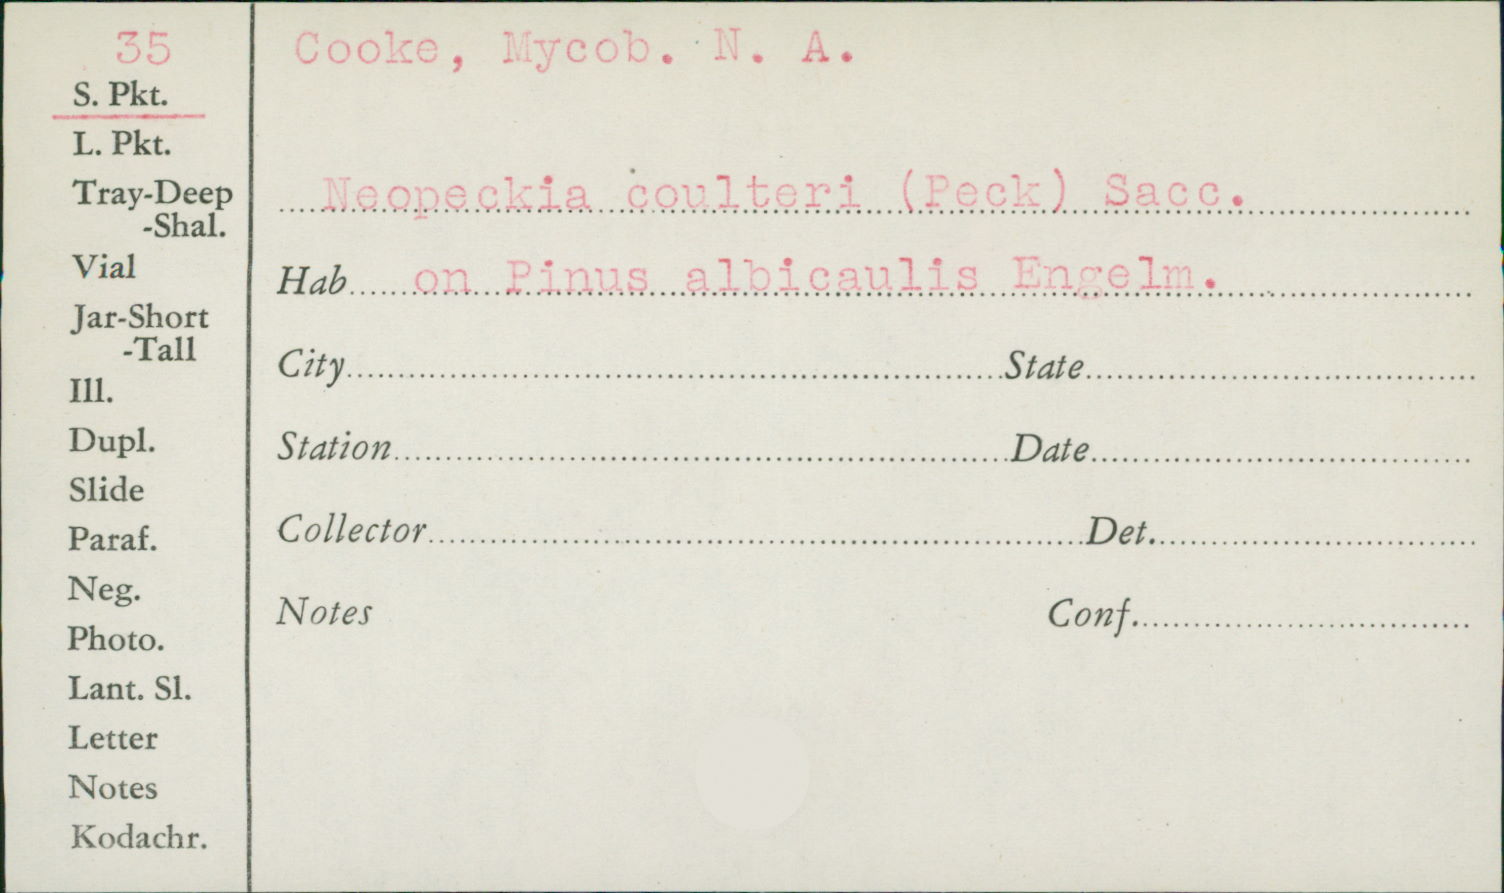 35
S. Pkt.
L. Pkt.
Tray-Deep
-Shal.
Vial
Jar-Short
-Tall
Ill.
Dupl.
Slide
Paraf.
Neg.
Photo.
Lant. Sl.
Letter
Notes
Kodachr.
Cooke, Mycob. N. A.
Neopeckia coulteri (Peck) Sacc.
Hab. on Pinus albicaulis Engelm.
City State
Station Date
Collector Det.
Notes Conf.